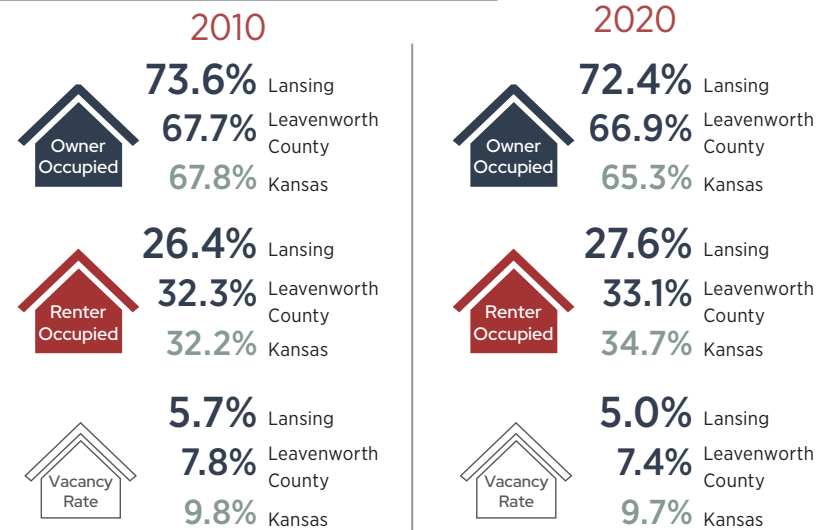 2010
73.6% Lansing
67.7% Leavenworth
County
67.8% Kansas
Owner
Occupied
26.4% Lansing
32.3% Leavenworth
County
32.2% Kansas
Renter
Occupied
5.7% Lansing
7.8% Leavenworth
County
9.8% Kansas
Vacancy
Rate
2020
72.4% Lansing
66.9% Leavenworth
County
65.3% Kansas
Owner
Occupied
27.6% Lansing
33.1% Leavenworth
County
34.7% Kansas
Renter
Occupied
5.0% Lansing
7.4% Leavenworth
County
9.7% Kansas
Vacancy
Rate